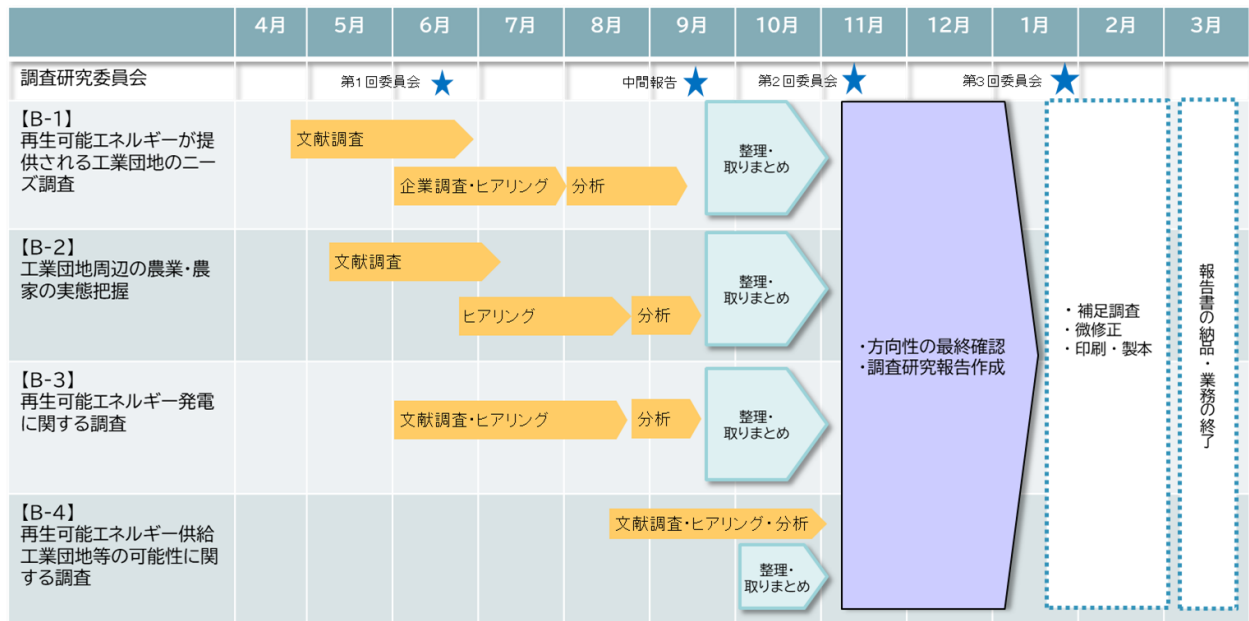 4月 5月 6月 7月 8月 9月 10月 11月 12月 1月 2月 3月
調査研究委員会
第1回委員会
中間報告
第2回委員会
第3回委員会
【B-1】
再生可能エネルギーが提
供される工業団地のニー
ズ調査
文献調査
企業調査・ヒアリング
分析
整理・
取りまとめ
【B-2】
工業団地周辺の農業・農
家の実態把握
文献調査
ヒアリング
分析
整理・
取りまとめ
【B-3】
再生可能エネルギー発電
に関する調査
文献調査・ヒアリング
分析
整理・
取りまとめ
【B-4】
再生可能エネルギー供給
工業団地等の可能性に関
する調査
文献調査・ヒアリング・分析
整理・
取りまとめ
・方向性の最終確認
・調査研究報告作成
・補足調査
・微修正
・印刷・製本
報告書の納品・業務の終了